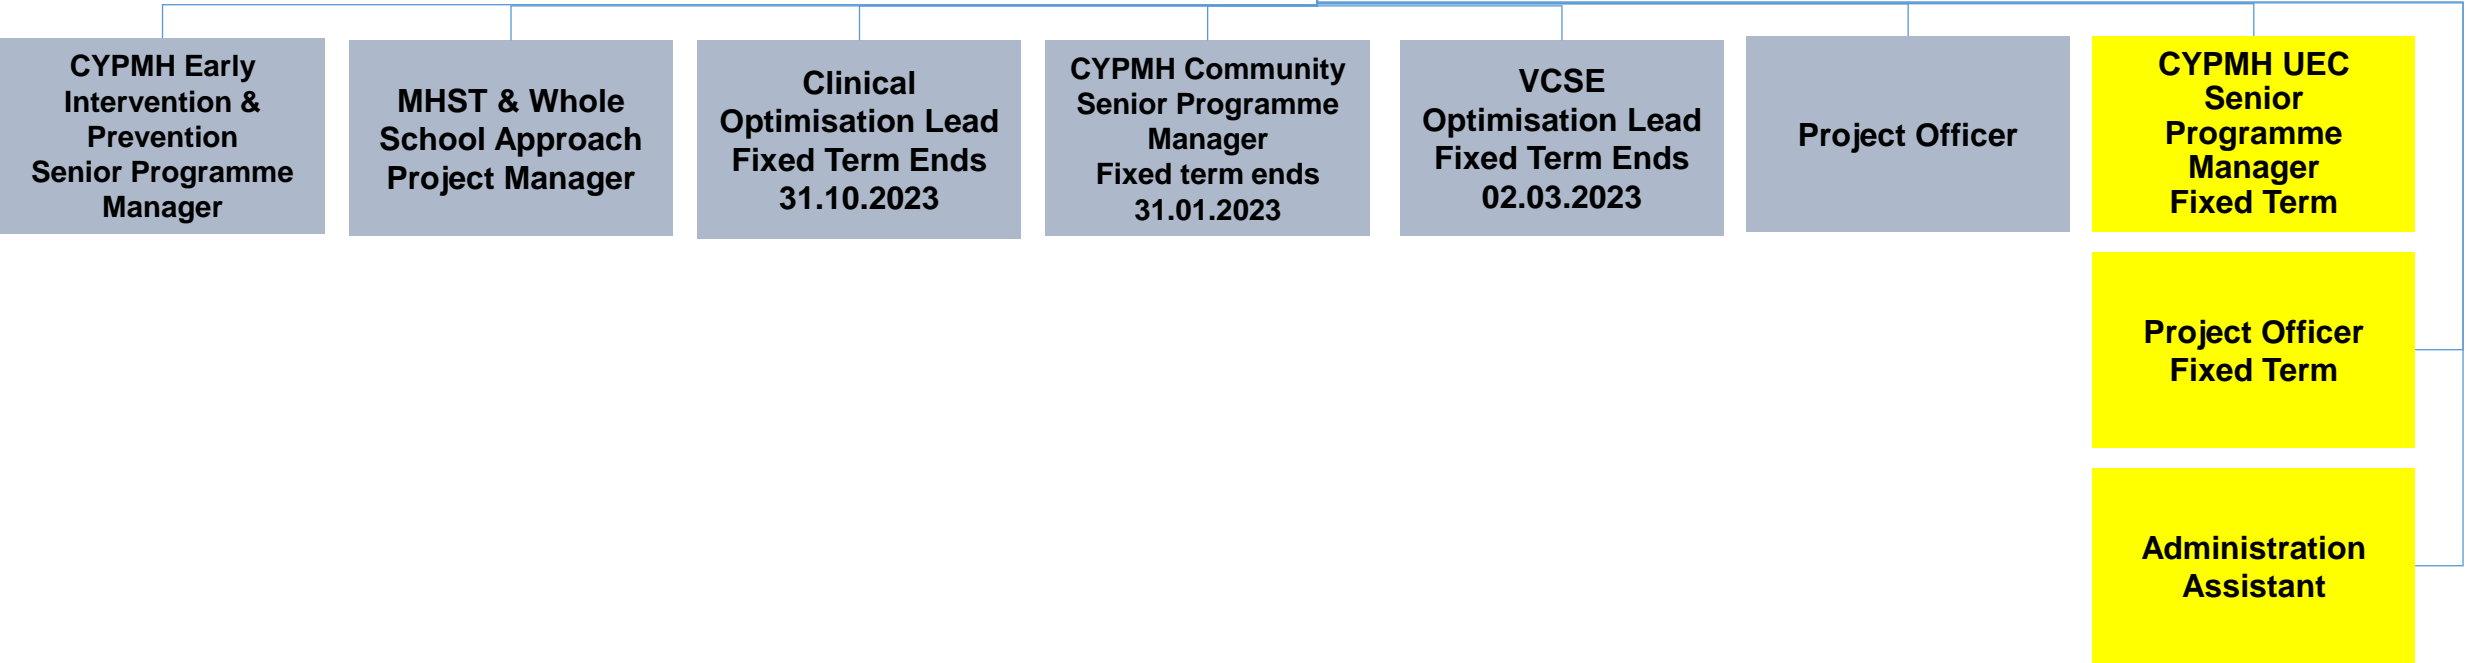 CYPMH Early
Intervention &
Prevention
Senior Programme
Manager
MHST & Whole
School Approach
Project Manager
Clinical
Optimisation Lead
Fixed Term Ends
31.10.2023
CYPMH Community
Senior Programme
Manager
Fixed term ends
31.01.2023
VCSE
Optimisation Lead
Fixed Term Ends
02.03.2023
Project Officer
CYPMH UEC
Senior
Programme
Manager
Fixed Term
Project Officer
Fixed Term
Administration
Assistant